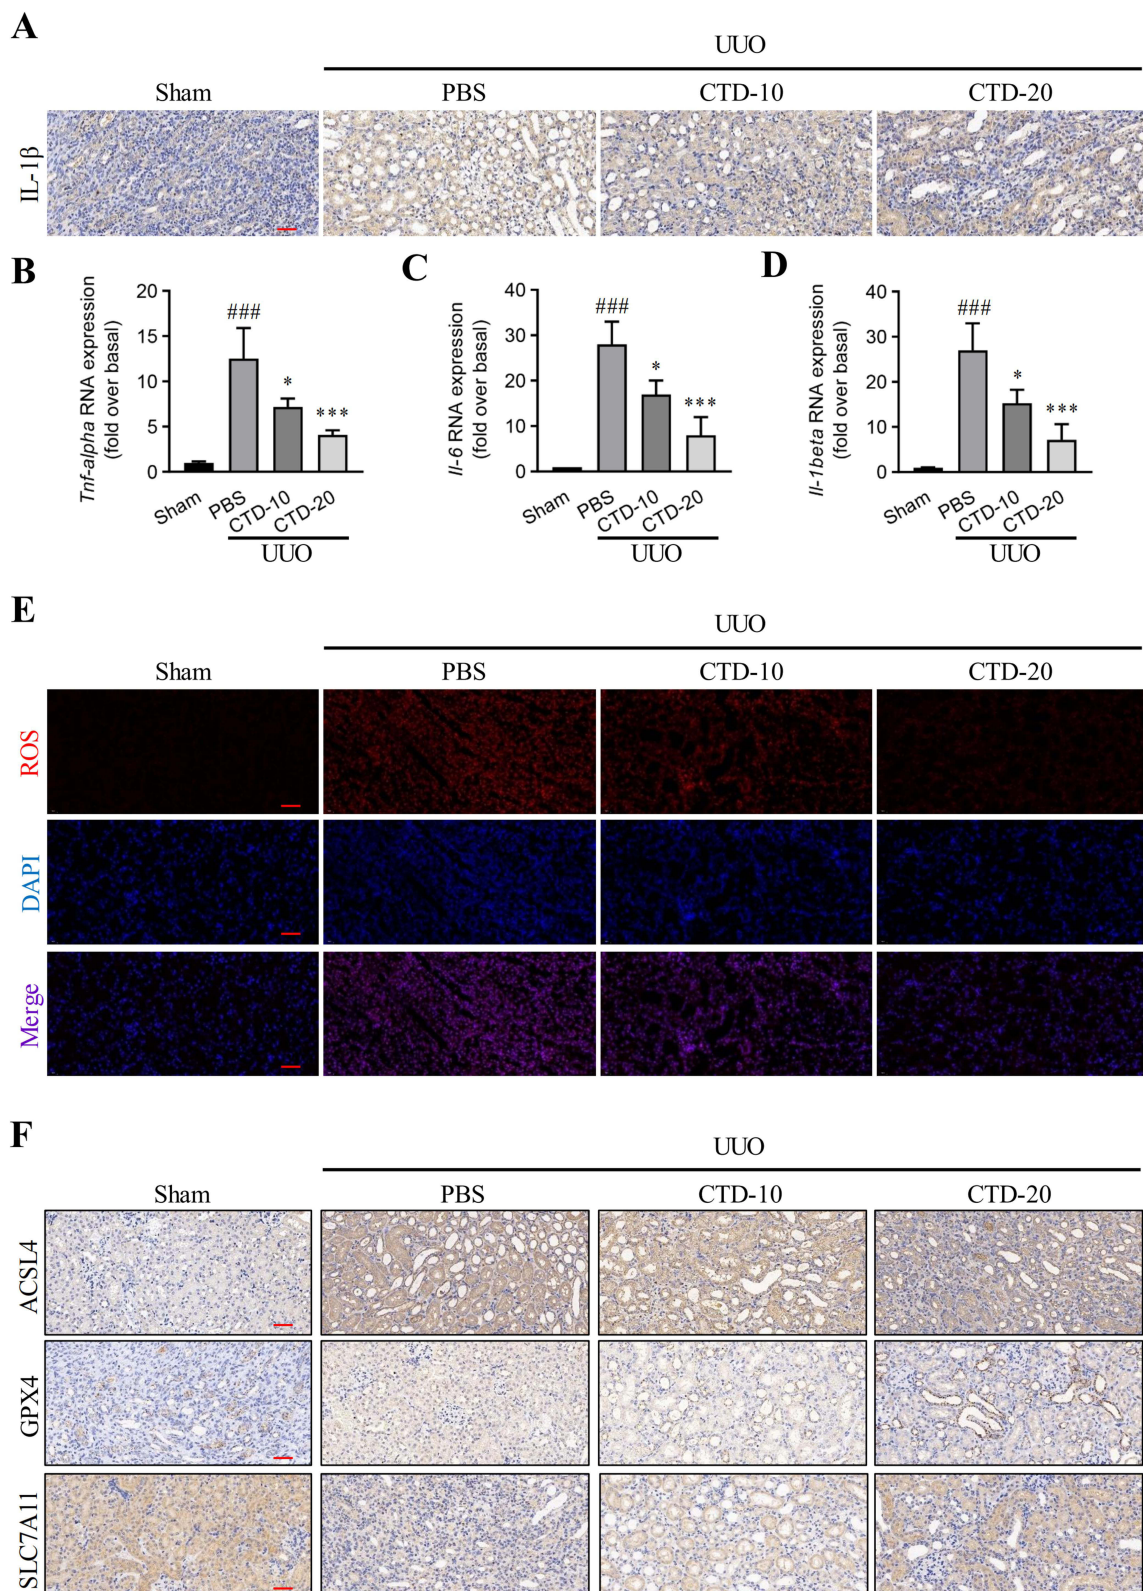 A
UUO
Sham PBS CTD-10 CTD-20
IL-1β
B
Tnf-alpha RNA expression
(fold over basal)
20
15
10
5
0
###
*
***
Sham PBS CTD-10 CTD-20
UUO
C
Il-6 RNA expression
(fold over basal)
40
30
20
10
0
###
*
***
Sham PBS CTD-10 CTD-20
UUO
D
Il-1beta RNA expression
(fold over basal)
40
30
20
10
0
###
*
***
Sham PBS CTD-10 CTD-20
UUO
E
UUO
Sham PBS CTD-10 CTD-20
ROS
DAPI
Merge
F
UUO
Sham PBS CTD-10 CTD-20
ACSL4
GPX4
SLC7A11